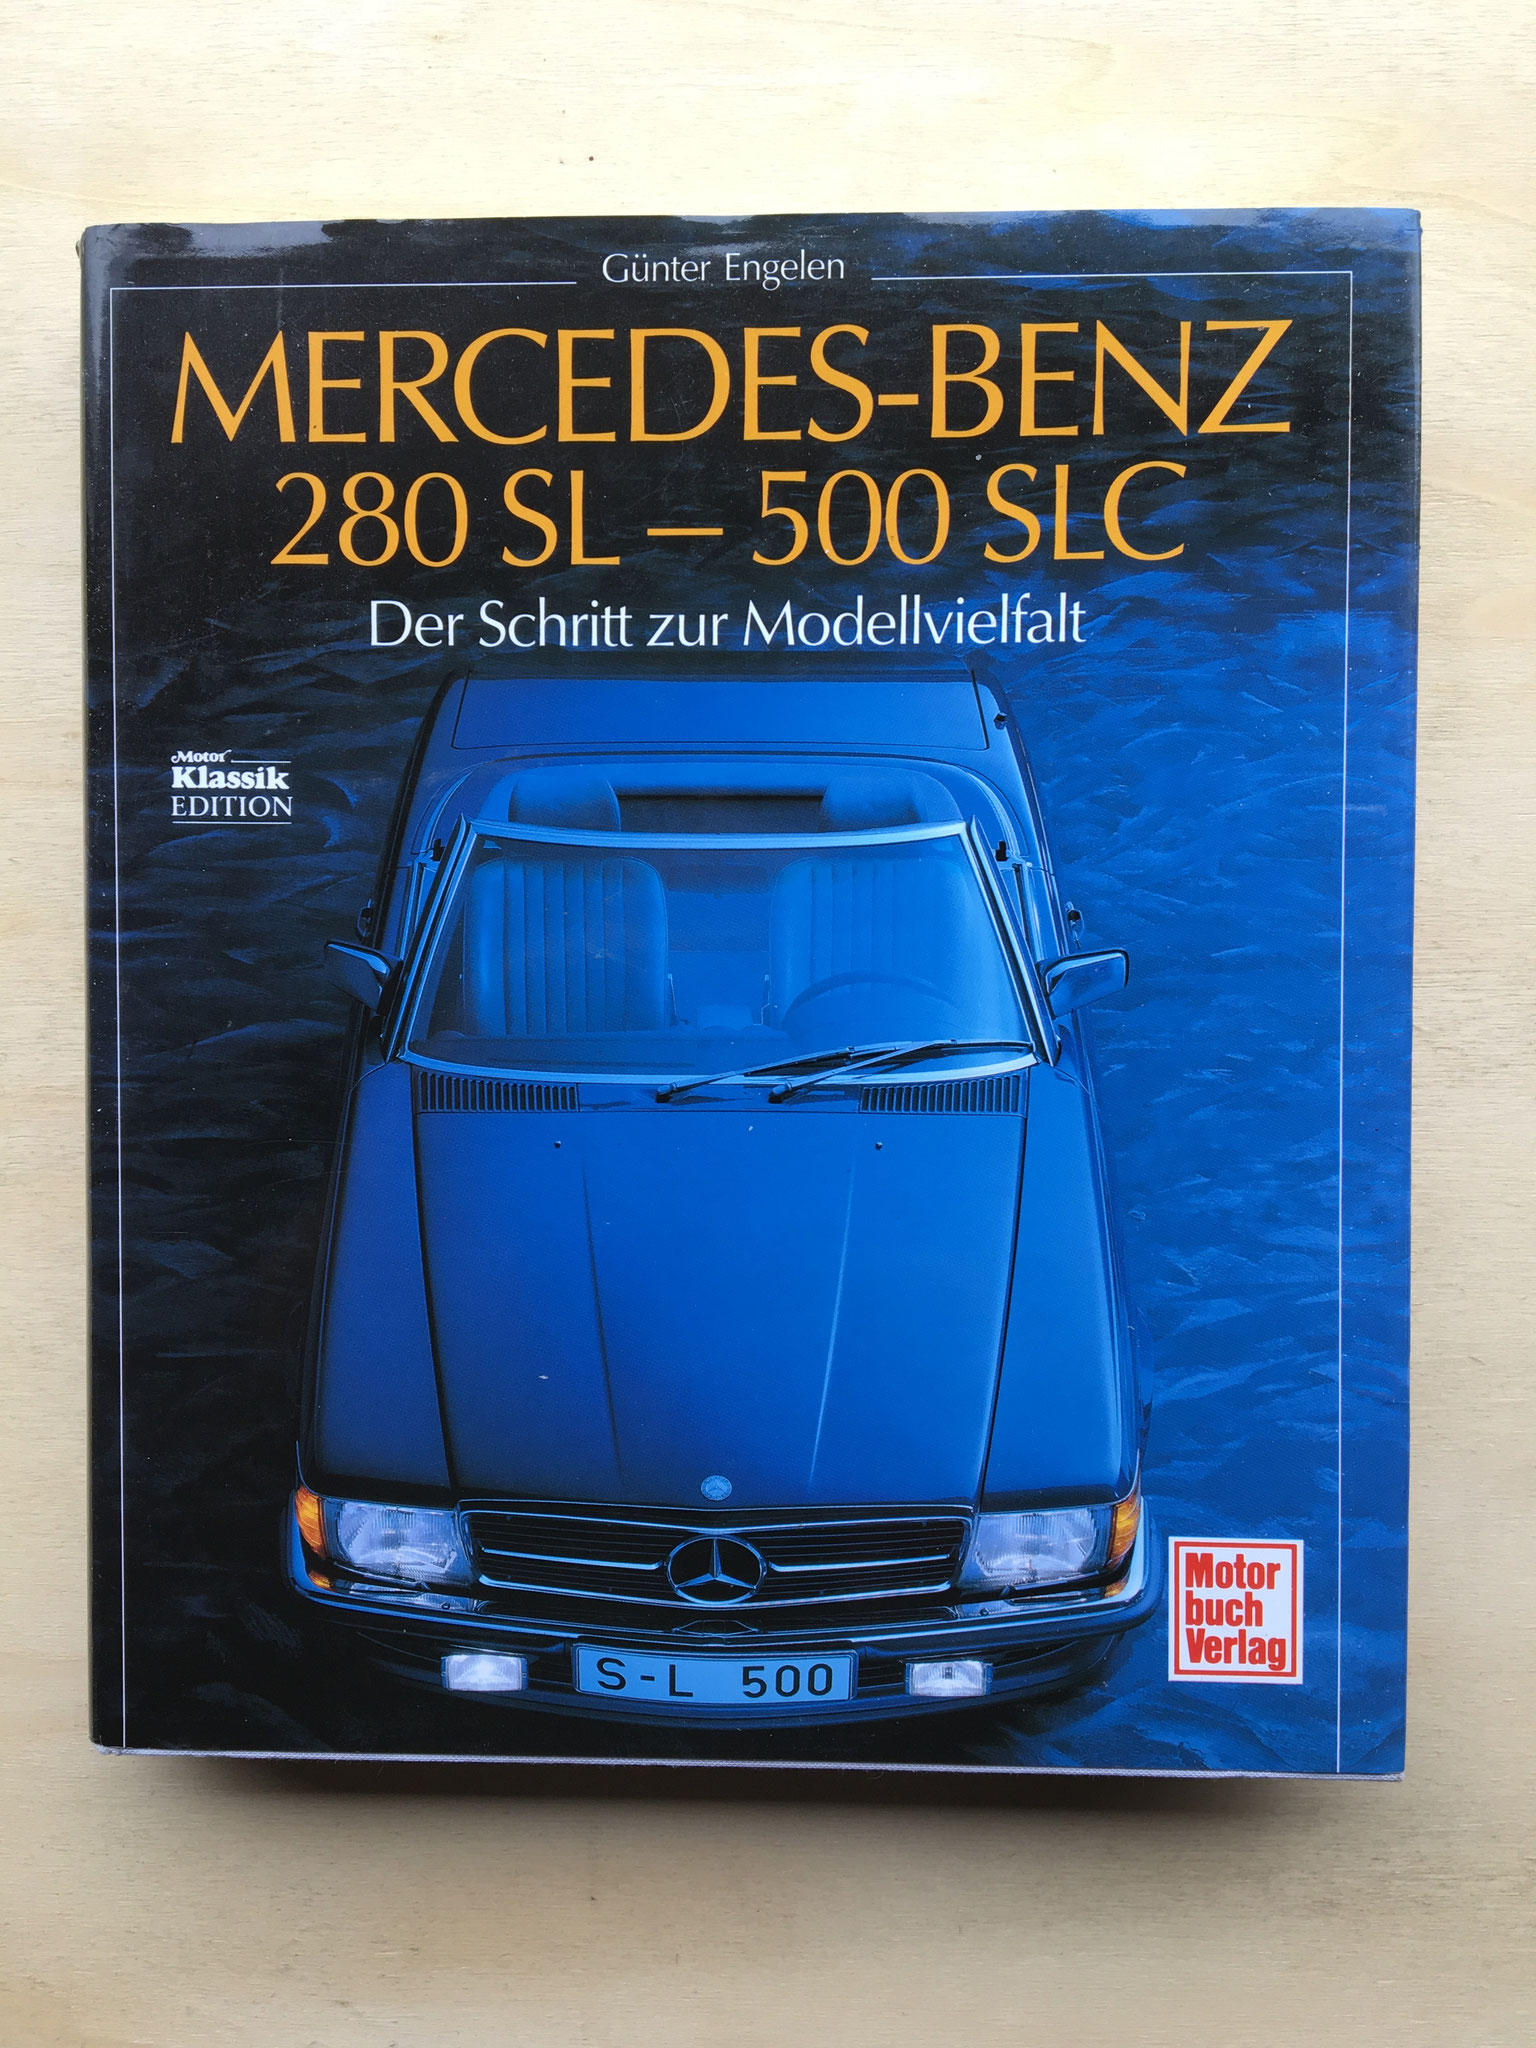 Günter Engelen
MERCEDES-BENZ
280 SL – 500 SLC
Der Schritt zur Modellvielfalt
Motor
Klassik
EDITION
S-L 500
Motor
buch
Verlag